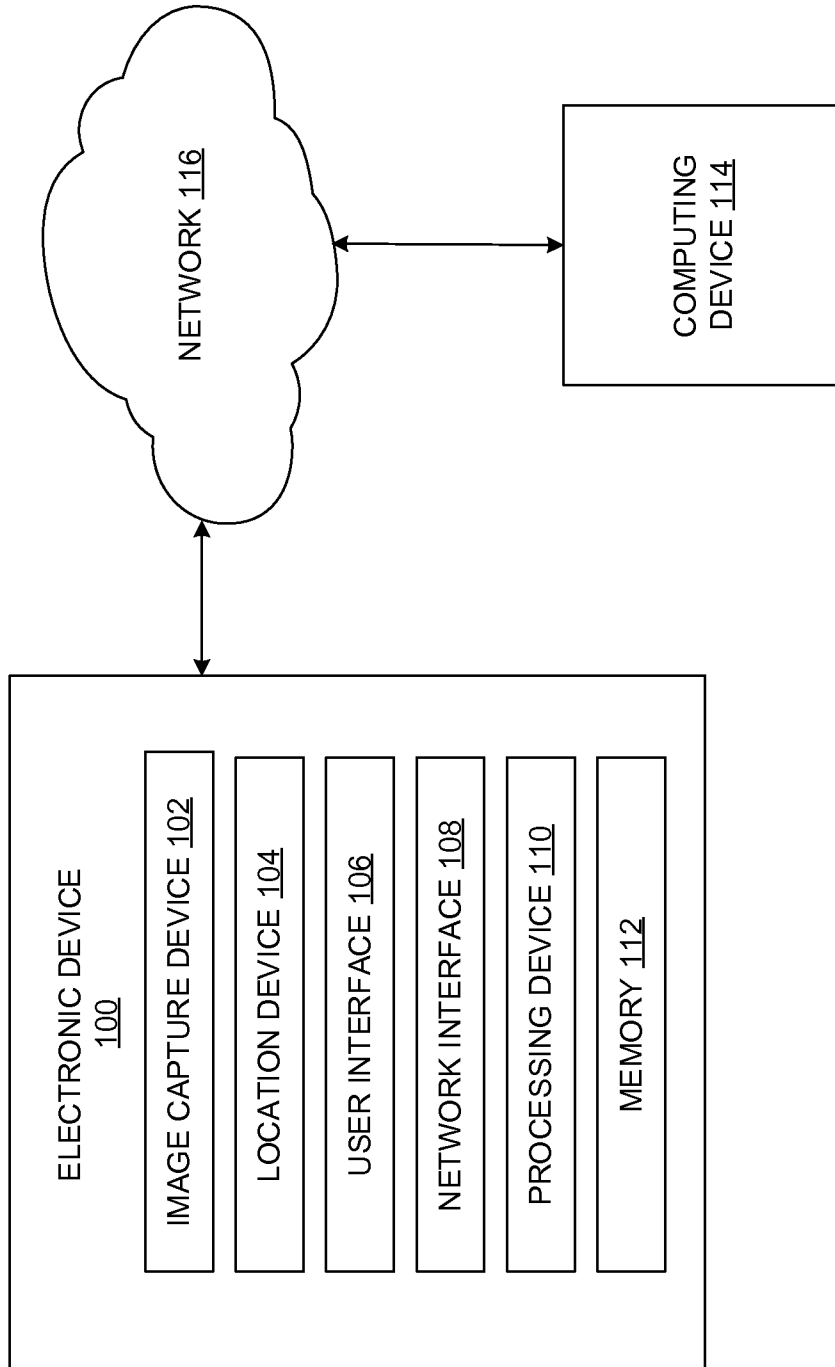 ELECTRONIC DEVICE
100
IMAGE CAPTURE DEVICE 102
LOCATION DEVICE 104
USER INTERFACE 106
NETWORK INTERFACE 108
PROCESSING DEVICE 110
MEMORY 112
NETWORK 116
COMPUTING
DEVICE 114